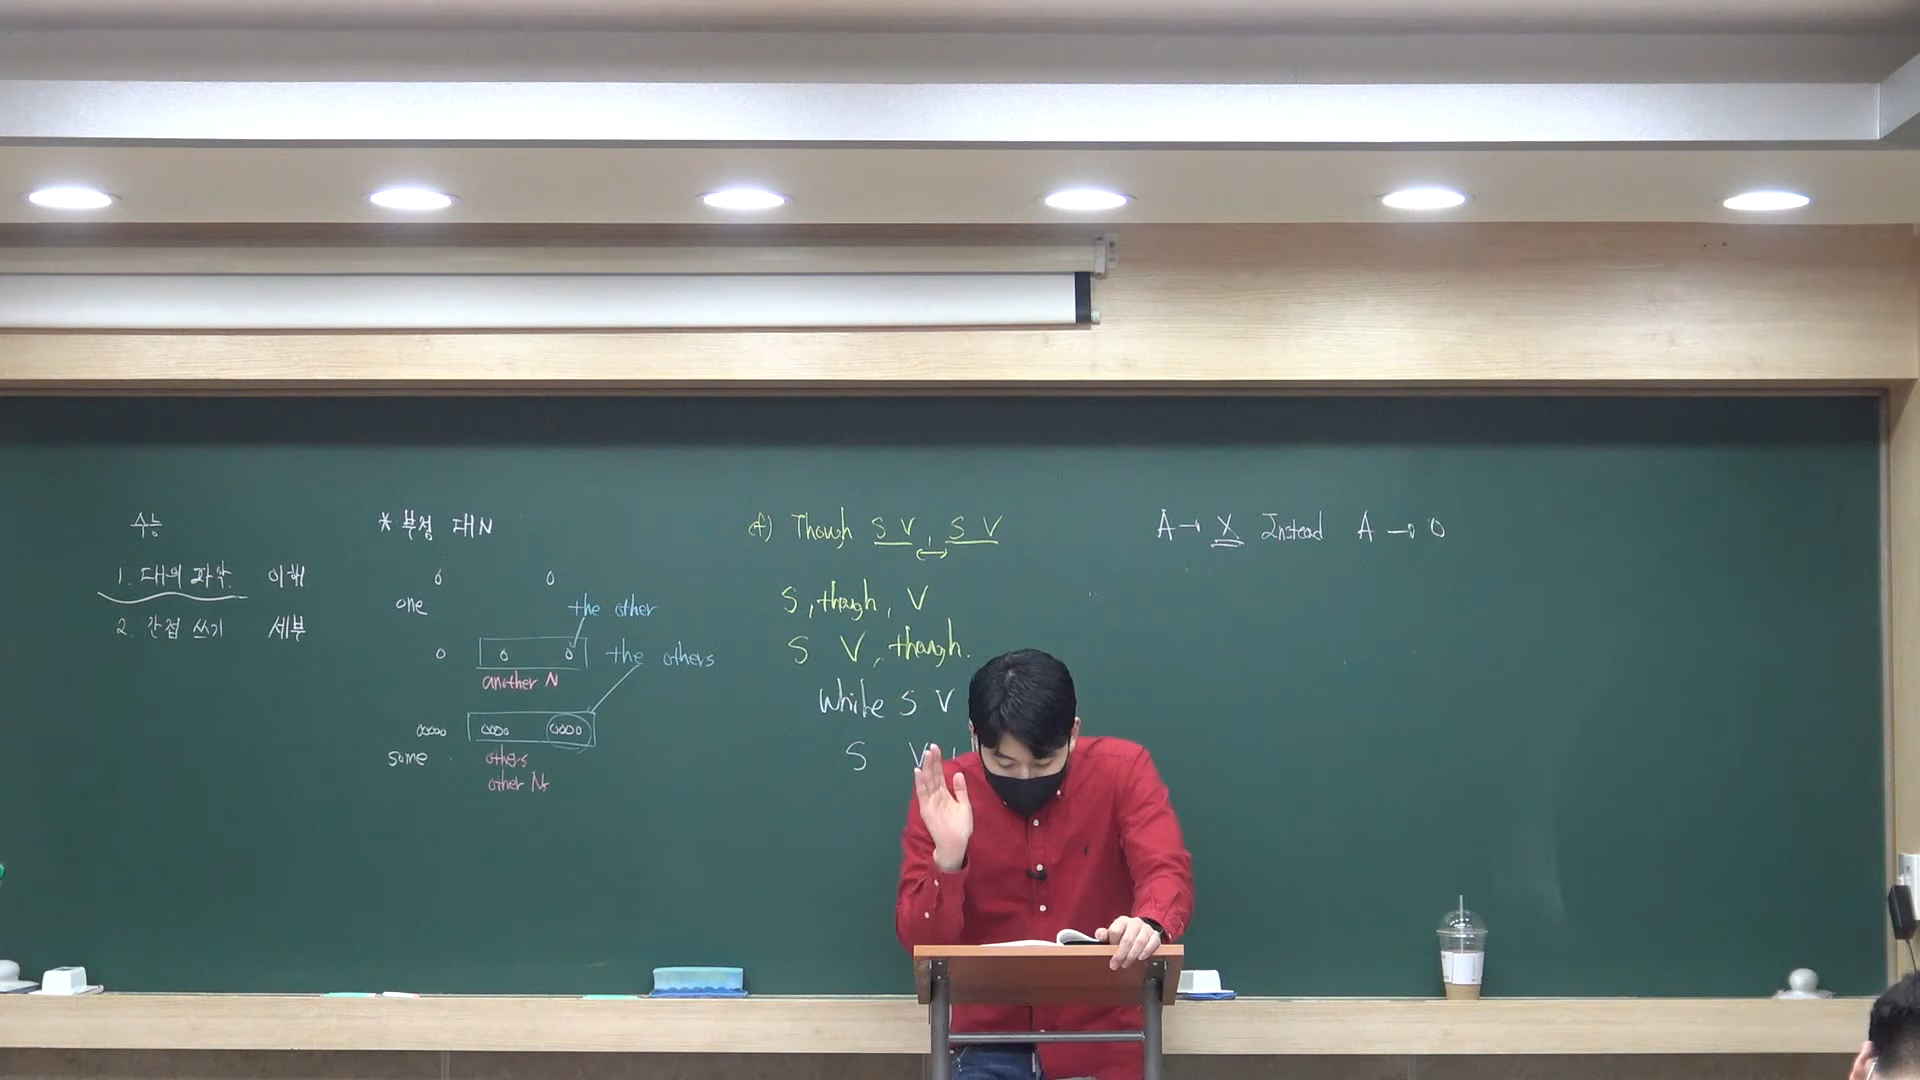 수능
1. 대의 파악 이해
2. 간접 쓰기 세부
* 부정 대N
one
the other
the others
another N
some
others
other Ns
cf) Though S V, S V
S, though, V
S V, though.
While S V
S V
A → X Instead A → O